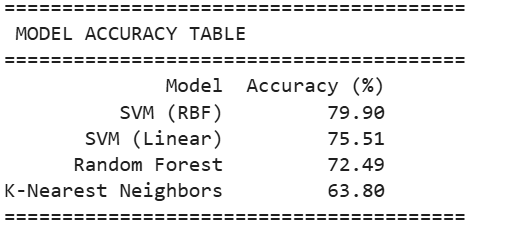 ========================================
MODEL ACCURACY TABLE
========================================
Model Accuracy (%)
SVM (RBF) 79.90
SVM (Linear) 75.51
Random Forest 72.49
K-Nearest Neighbors 63.80
========================================